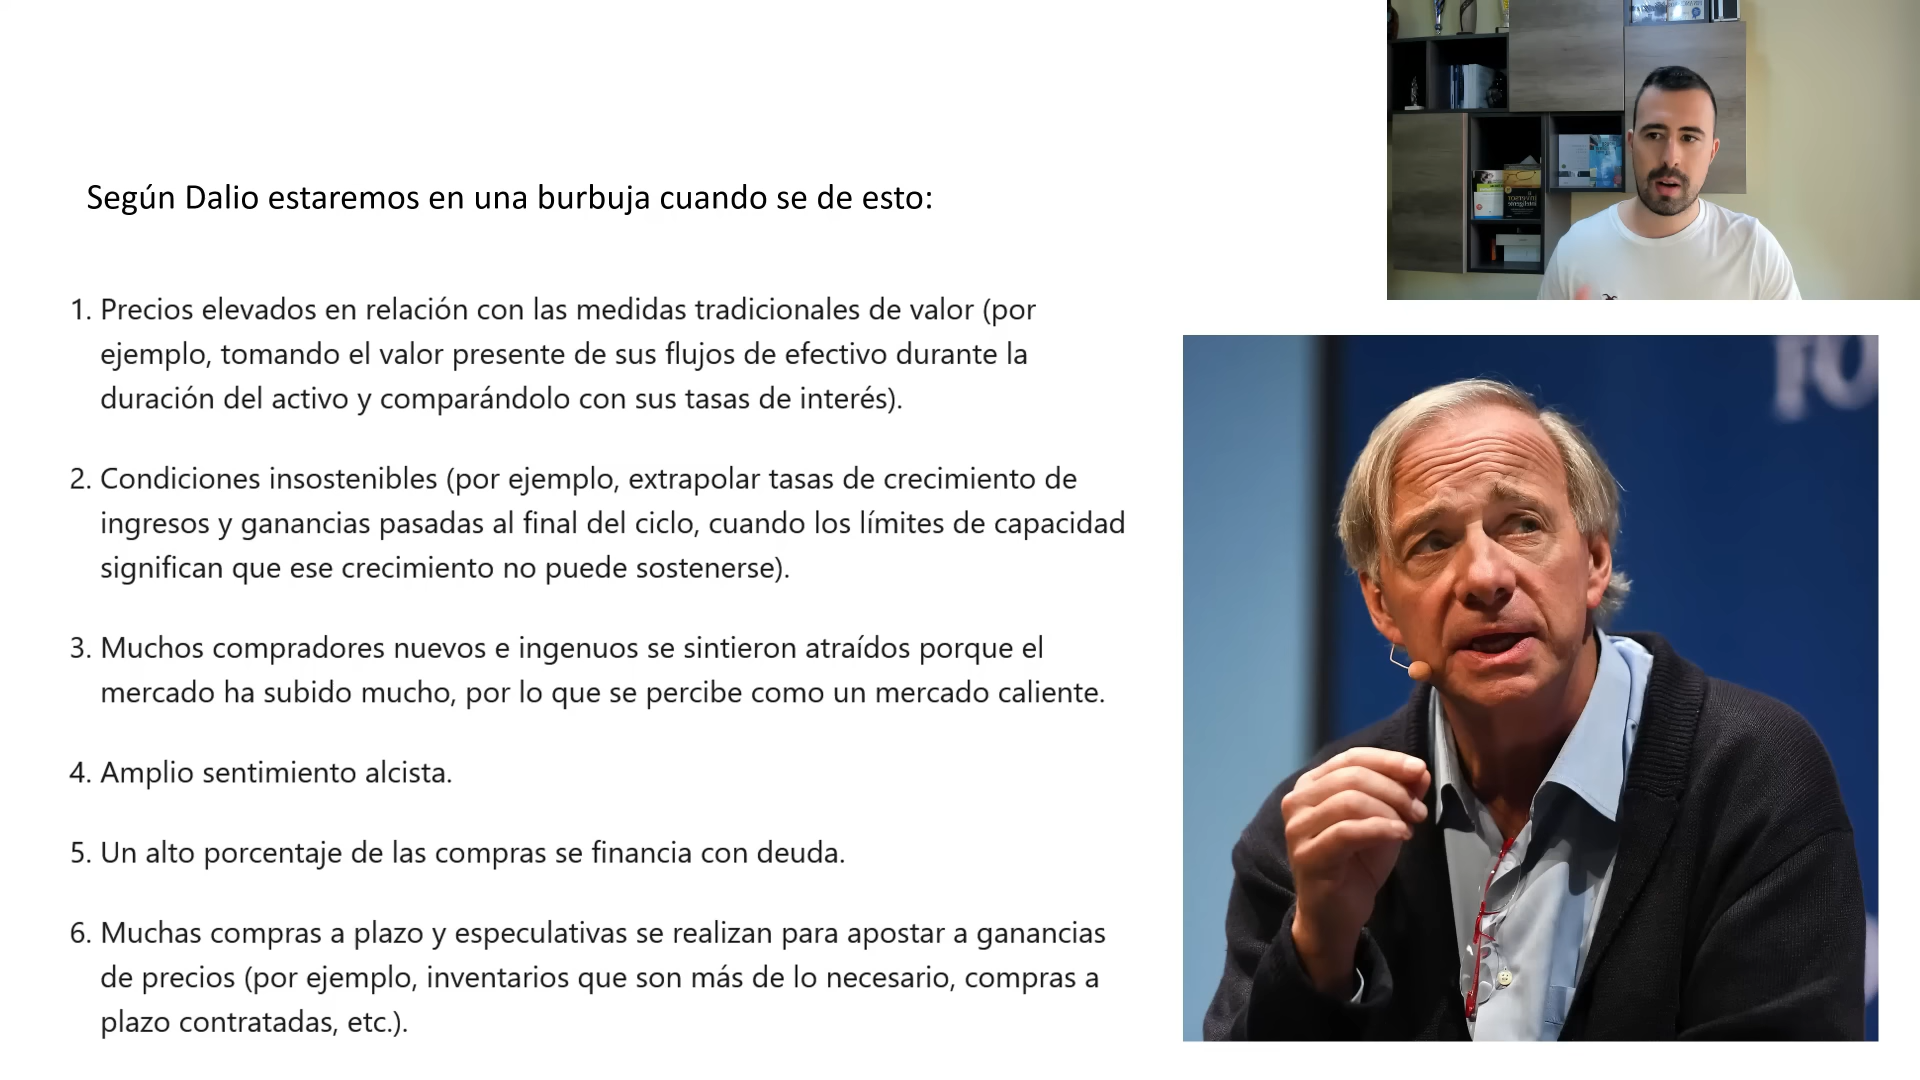 Según Dalio estaremos en una burbuja cuando se de esto:
1. Precios elevados en relación con las medidas tradicionales de valor (por
ejemplo, tomando el valor presente de sus flujos de efectivo durante la
duración del activo y comparándolo con sus tasas de interés).
2. Condiciones insostenibles (por ejemplo, extrapolar tasas de crecimiento de
ingresos y ganancias pasadas al final del ciclo, cuando los límites de capacidad
significan que ese crecimiento no puede sostenerse).
3. Muchos compradores nuevos e ingenuos se sintieron atraídos porque el
mercado ha subido mucho, por lo que se percibe como un mercado caliente.
4. Amplio sentimiento alcista.
5. Un alto porcentaje de las compras se financia con deuda.
6. Muchas compras a plazo y especulativas se realizan para apostar a ganancias
de precios (por ejemplo, inventarios que son más de lo necesario, compras a
plazo contratadas, etc.).